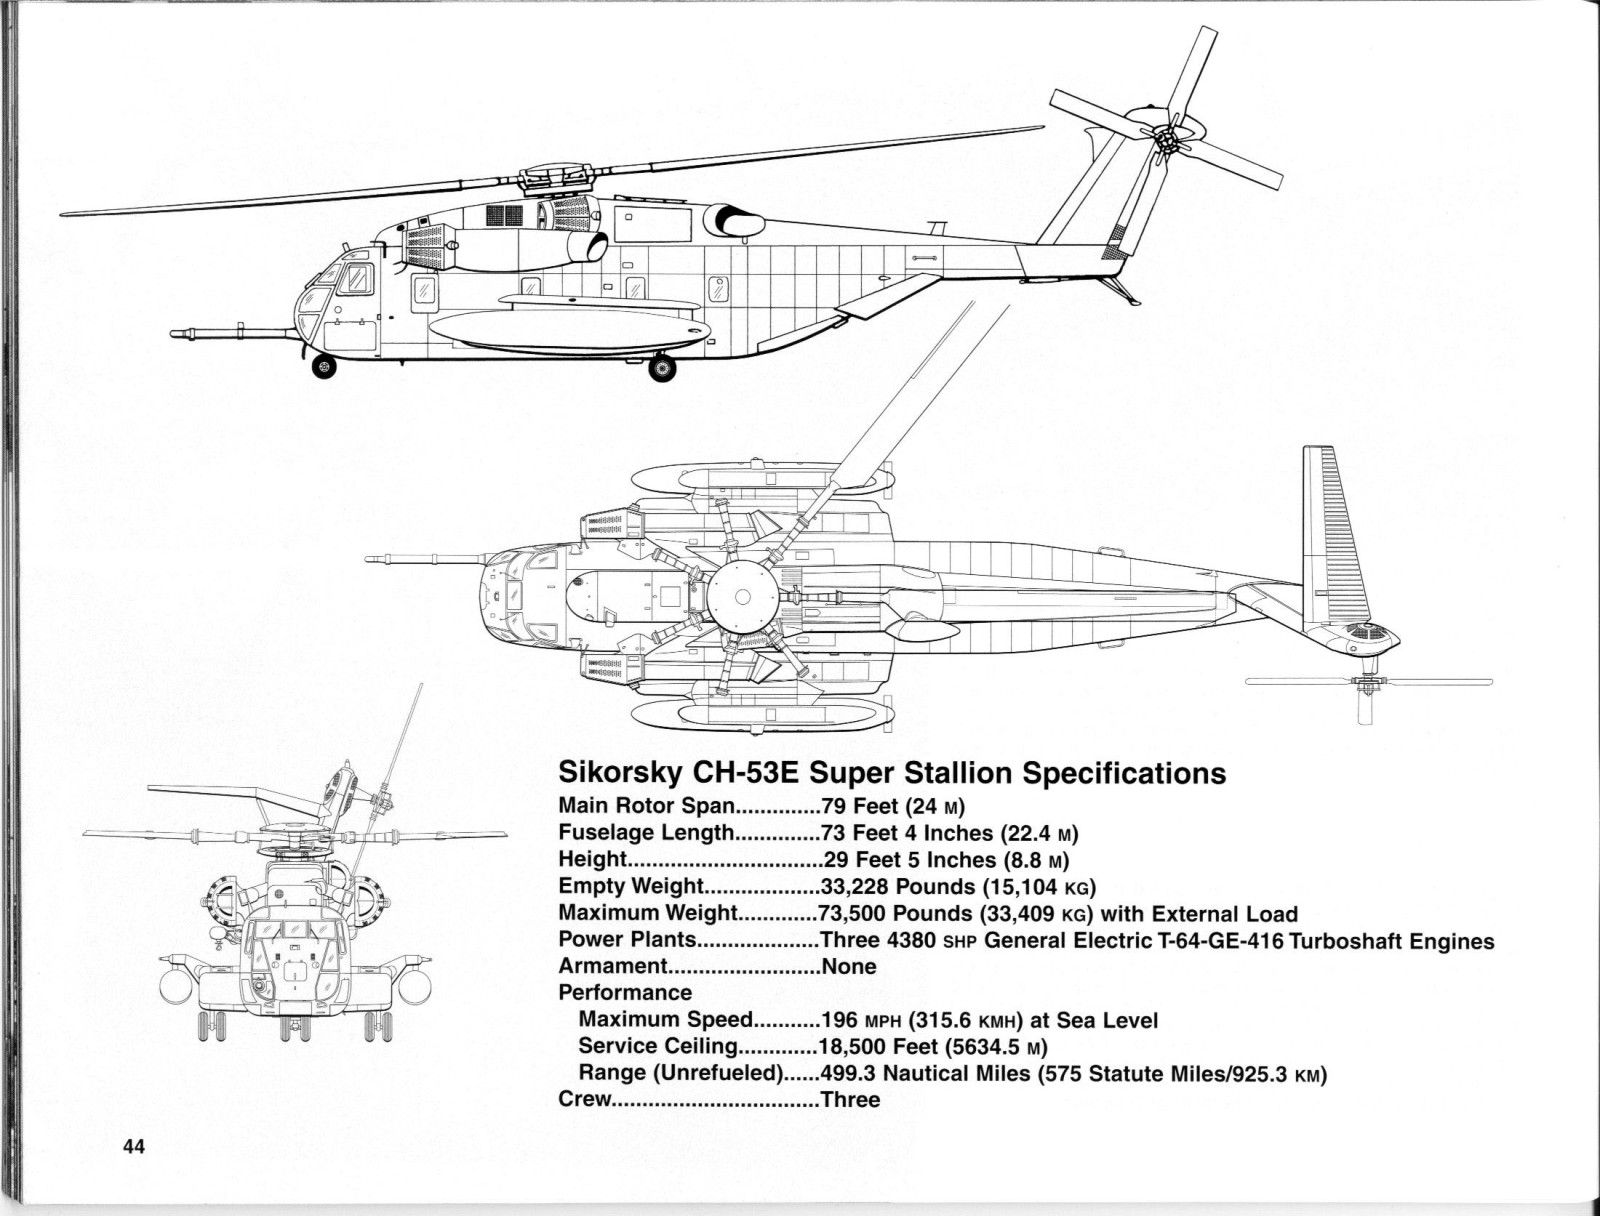 Sikorsky CH-53E Super Stallion Specifications
Main Rotor Span..............79 Feet (24 M)
Fuselage Length..............73 Feet 4 Inches (22.4 M)
Height................................29 Feet 5 Inches (8.8 M)
Empty Weight...................33,228 Pounds (15,104 KG)
Maximum Weight.............73,500 Pounds (33,409 KG) with External Load
Power Plants....................Three 4380 SHP General Electric T-64-GE-416 Turboshaft Engines
Armament.........................None
Performance
Maximum Speed...........196 MPH (315.6 KMH) at Sea Level
Service Ceiling.............18,500 Feet (5634.5 M)
Range (Unrefueled)......499.3 Nautical Miles (575 Statute Miles/925.3 KM)
Crew..................................Three
44